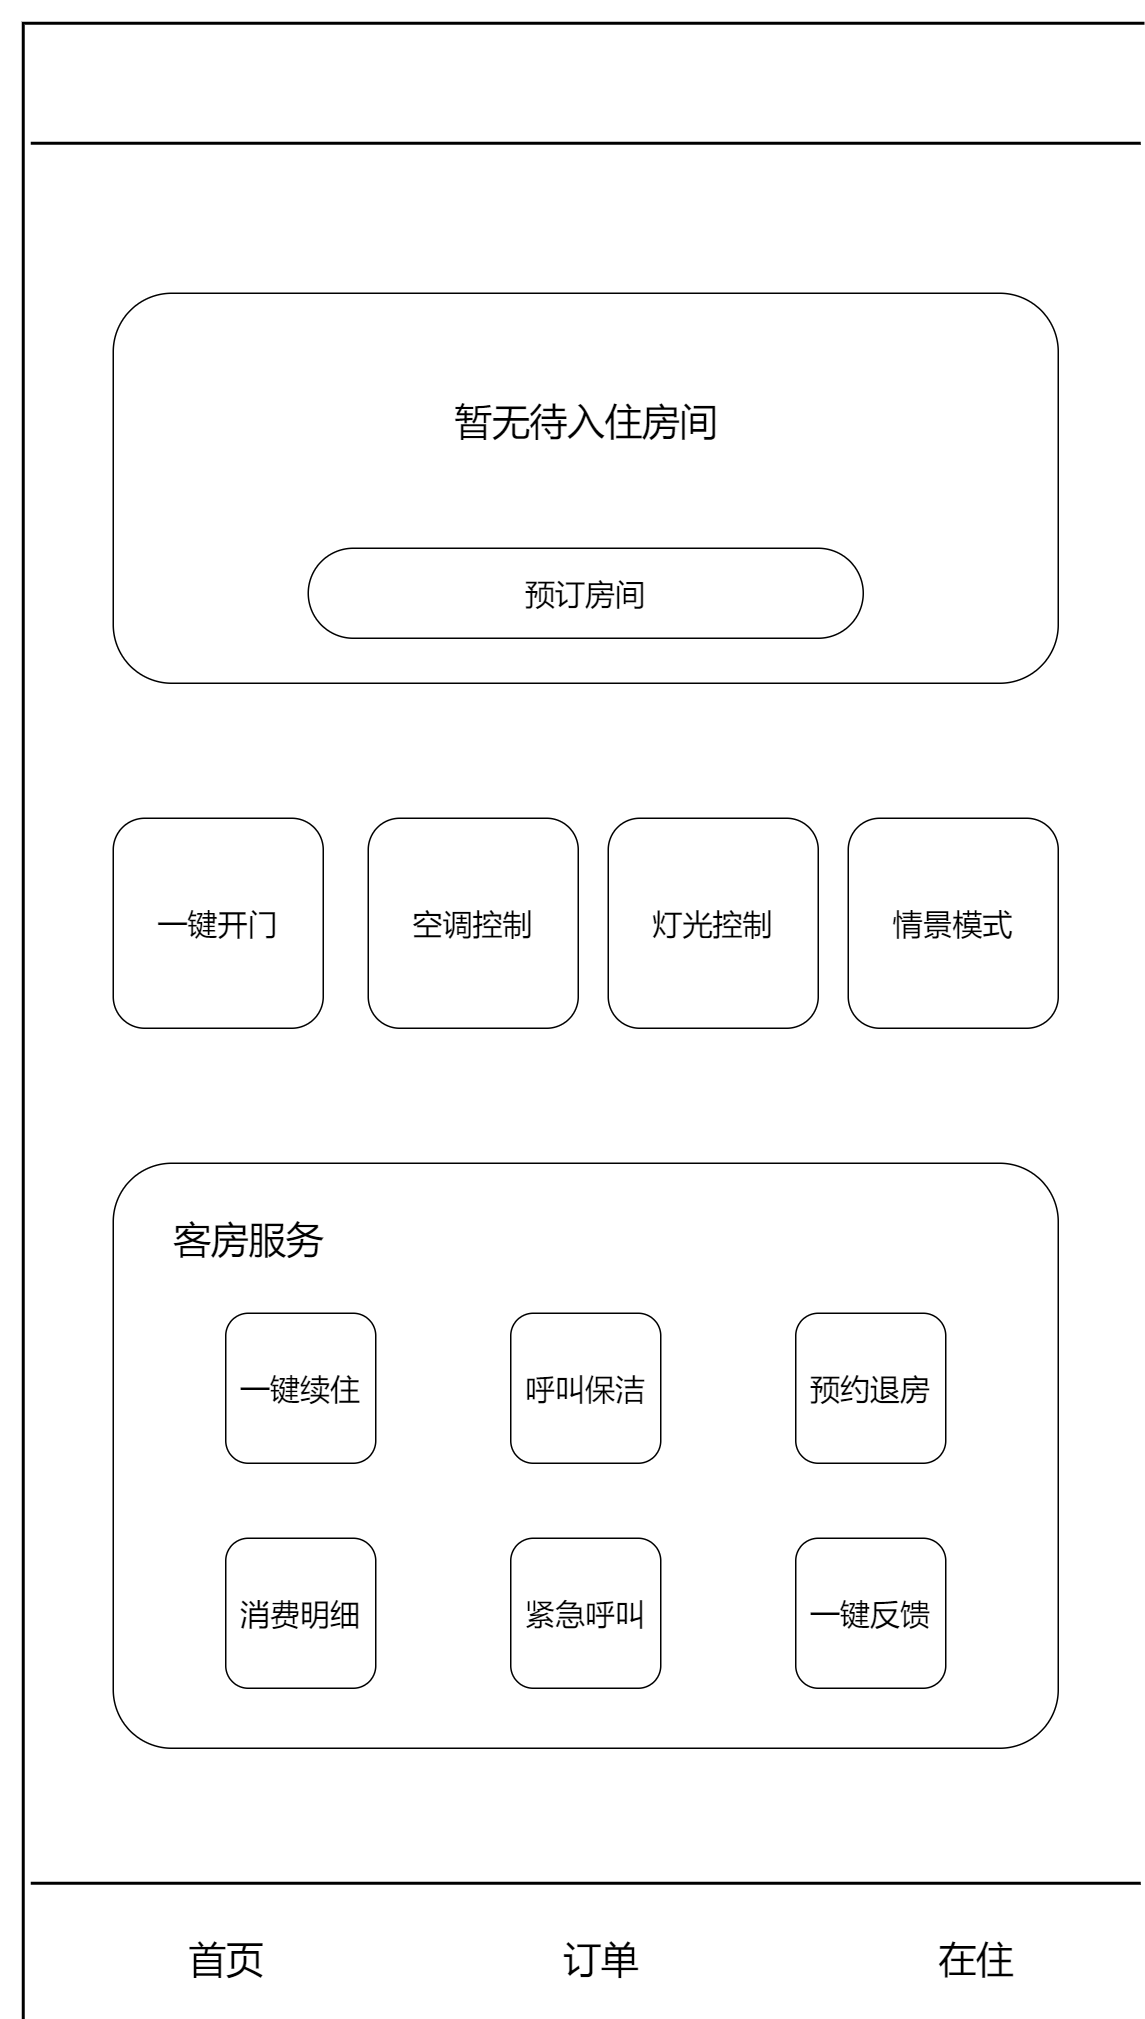 暂无待入住房间
预订房间
一键开门
空调控制
灯光控制
情景模式
客房服务
一键续住
呼叫保洁
预约退房
消费明细
紧急呼叫
一键反馈
首页
订单
在住